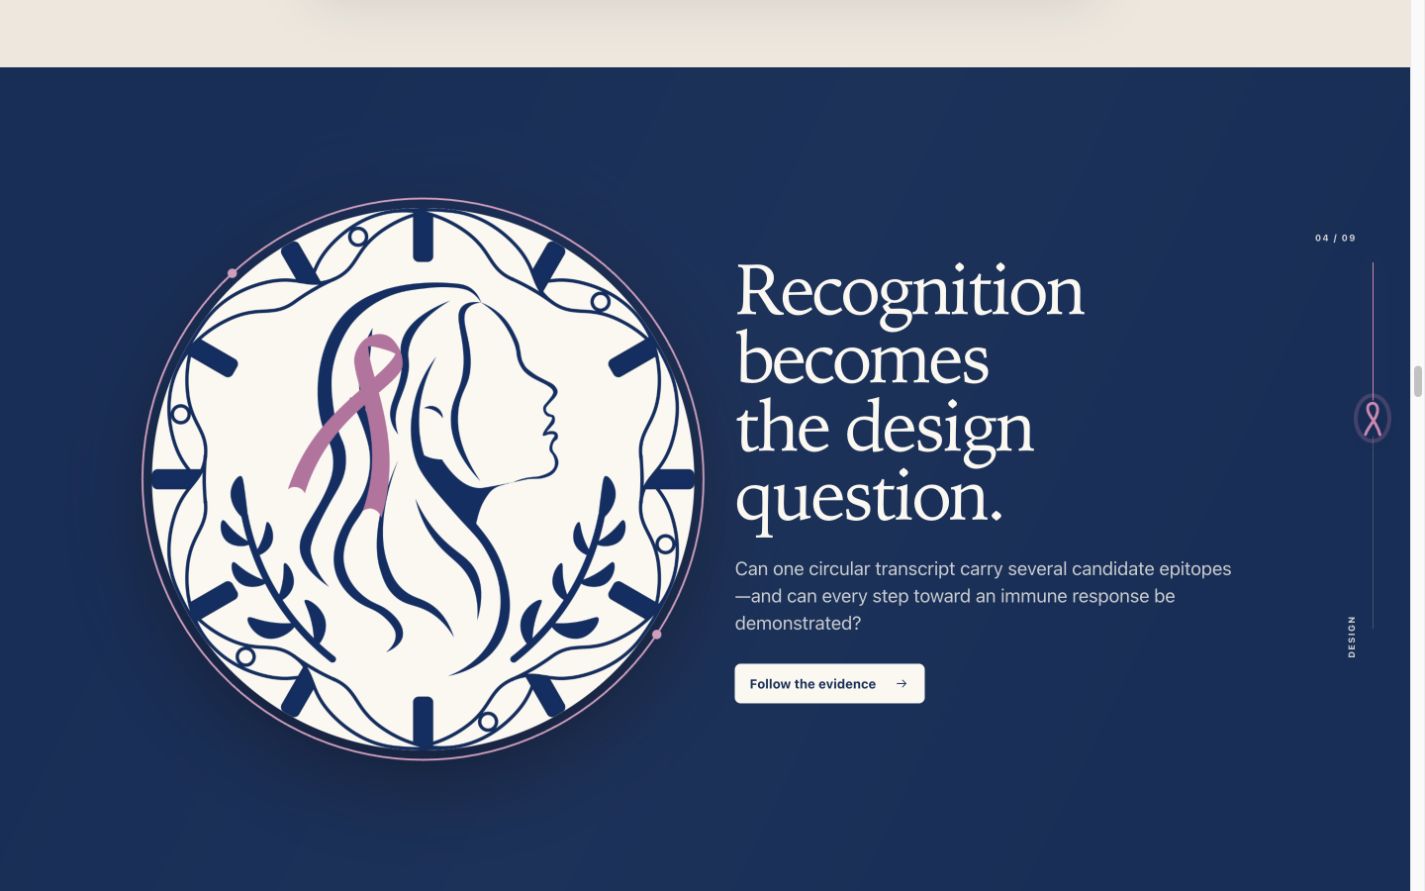 04 / 09
Recognition
becomes
the design
question.
Can one circular transcript carry several candidate epitopes
—and can every step toward an immune response be
demonstrated?
DESIGN
Follow the evidence →